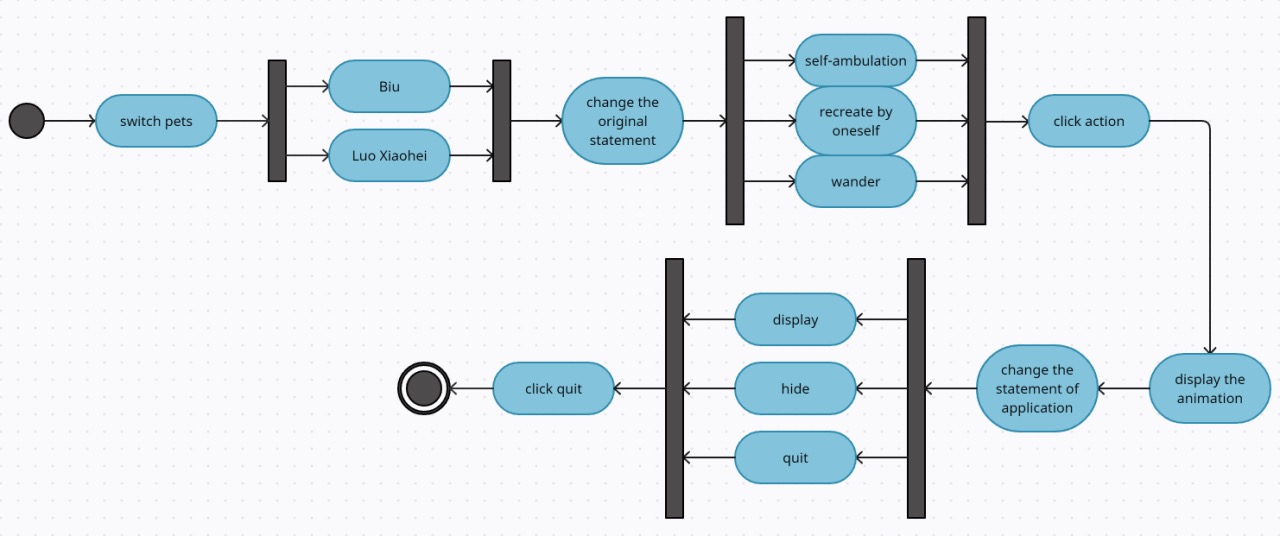 switch pets
Biu
Luo Xiaohei
change the
original
statement
self-ambulation
recreate by
oneself
wander
click action
display the
animation
change the
statement of
application
display
hide
quit
click quit